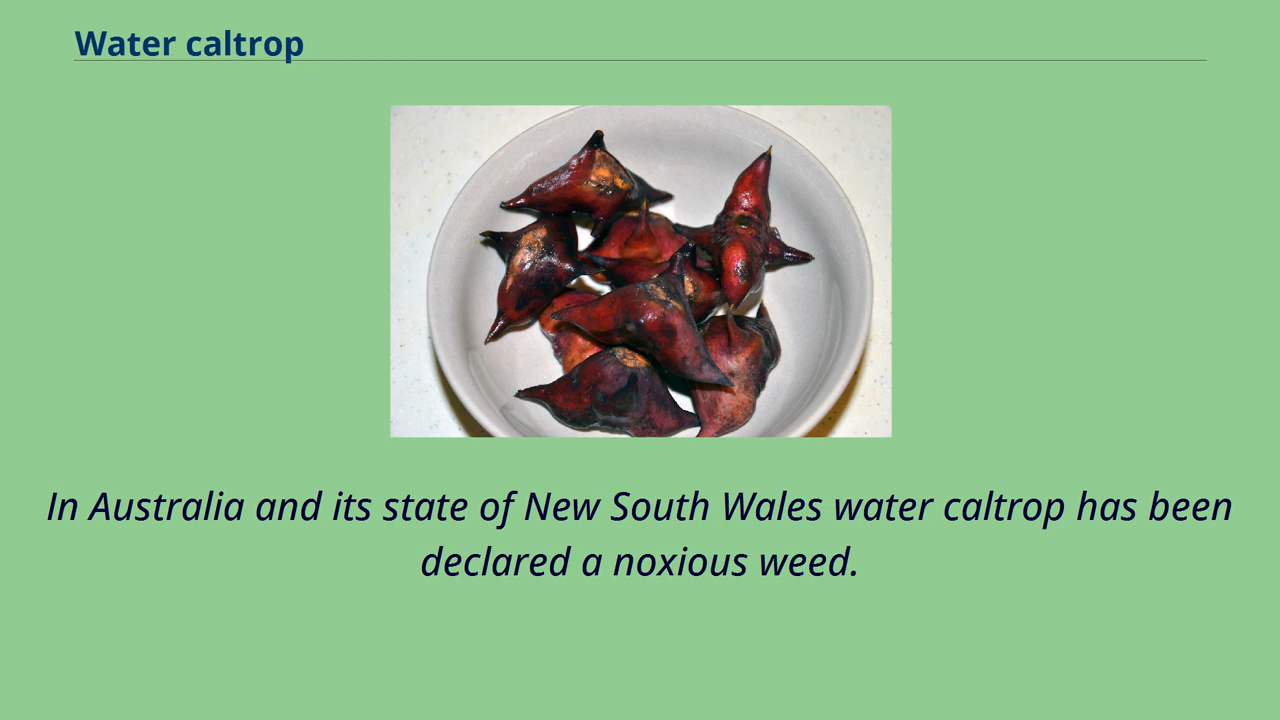 Water caltrop
In Australia and its state of New South Wales water caltrop has been
declared a noxious weed.